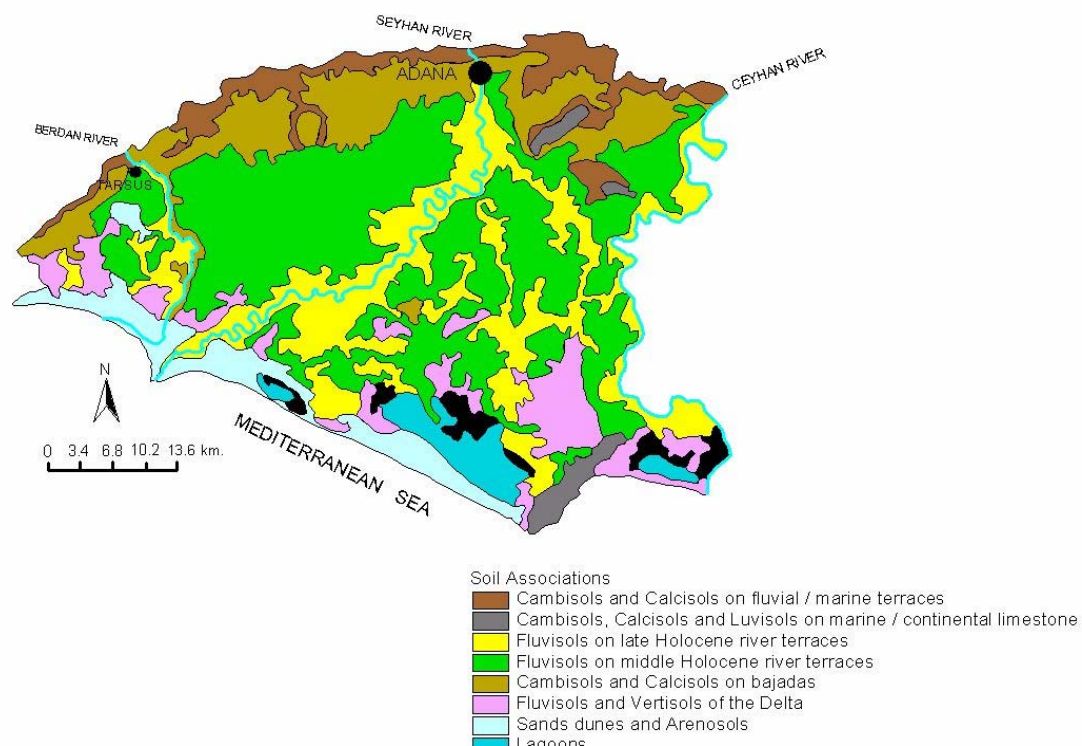 SEYHAN RIVER
ADANA
CEYHAN RIVER
BERDAN RIVER
TARSUS
N
0 3.4 6.8 10.2 13.6 km.
MEDITERRANEAN SEA
Soil Associations
Cambisols and Calcisols on fluvial / marine terraces
Cambisols, Calcisols and Luvisols on marine / continental limestone
Fluvisols on late Holocene river terraces
Fluvisols on middle Holocene river terraces
Cambisols and Calcisols on bajadas
Fluvisols and Vertisols of the Delta
Sands dunes and Arenosols
Lagoons